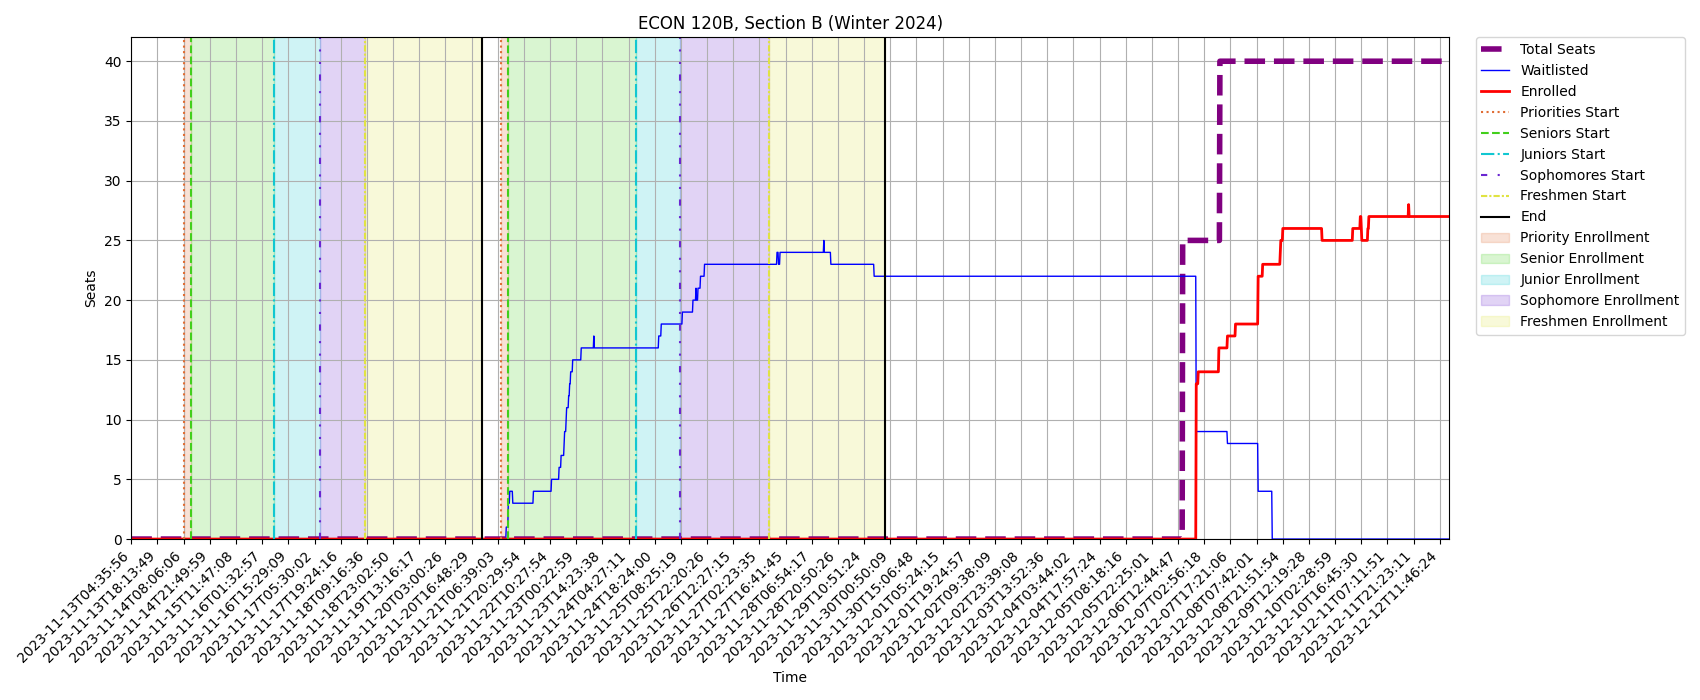 ECON 120B, Section B (Winter 2024)
Seats
40
35
30
25
20
15
10
5
0
2023-11-13T04:35:56
2023-11-13T18:13:49
2023-11-14T08:06:06
2023-11-14T21:49:59
2023-11-15T11:47:08
2023-11-16T01:32:57
2023-11-16T15:29:09
2023-11-17T05:30:02
2023-11-17T19:24:16
2023-11-18T09:16:36
2023-11-18T23:02:50
2023-11-19T13:16:17
2023-11-20T03:00:26
2023-11-20T16:48:29
2023-11-21T06:39:03
2023-11-21T20:29:54
2023-11-22T10:27:54
2023-11-23T00:22:59
2023-11-23T14:23:38
2023-11-24T04:27:11
2023-11-24T18:24:00
2023-11-25T08:25:19
2023-11-25T22:20:26
2023-11-26T12:27:15
2023-11-27T02:23:35
2023-11-27T16:41:45
2023-11-28T06:54:17
2023-11-28T20:50:26
2023-11-29T10:51:24
2023-11-30T00:50:09
2023-11-30T15:06:48
2023-12-01T05:24:15
2023-12-01T19:24:57
2023-12-02T09:38:09
2023-12-02T23:39:08
2023-12-03T13:52:36
2023-12-04T03:44:02
2023-12-04T17:57:24
2023-12-05T08:18:16
2023-12-05T22:25:01
2023-12-06T12:44:47
2023-12-07T02:56:18
2023-12-07T17:21:06
2023-12-08T07:42:01
2023-12-08T21:51:54
2023-12-09T12:19:28
2023-12-10T02:28:59
2023-12-10T16:45:30
2023-12-11T07:11:51
2023-12-11T21:23:11
2023-12-12T11:46:24
Time
Total Seats
Waitlisted
Enrolled
Priorities Start
Seniors Start
Juniors Start
Sophomores Start
Freshmen Start
End
Priority Enrollment
Senior Enrollment
Junior Enrollment
Sophomore Enrollment
Freshmen Enrollment